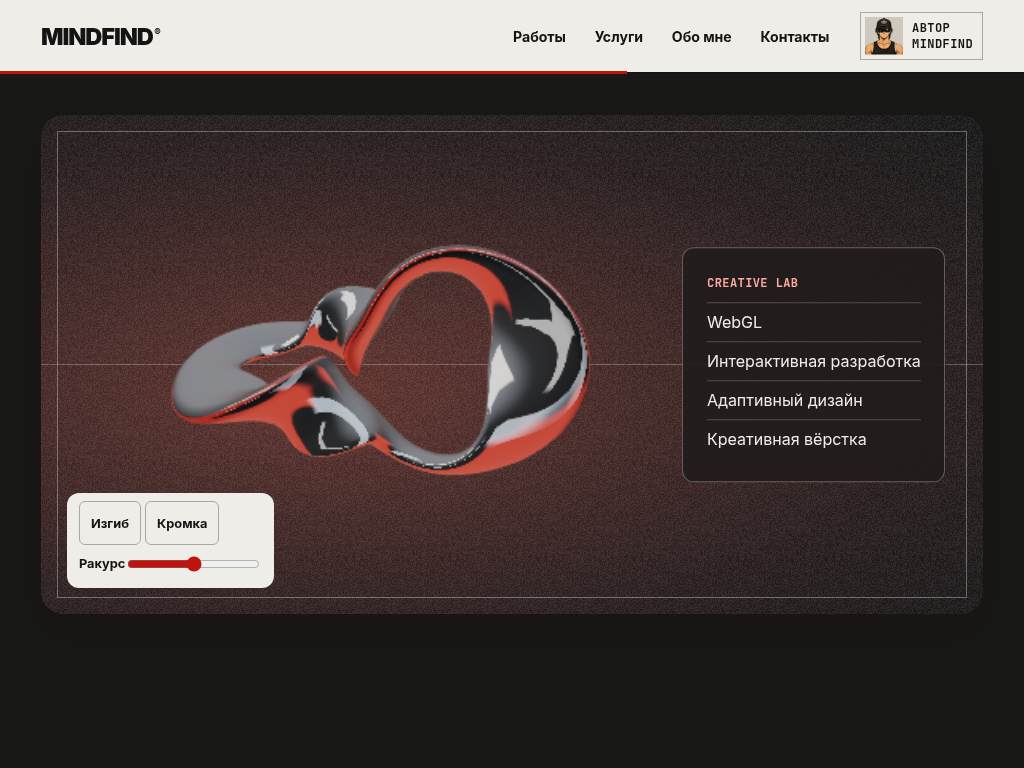 MINDFIND®
Работы
Услуги
Обо мне
Контакты
АВТОР
MINDFIND
CREATIVE LAB
WebGL
Интерактивная разработка
Адаптивный дизайн
Креативная вёрстка
Изгиб
Кромка
Ракурс